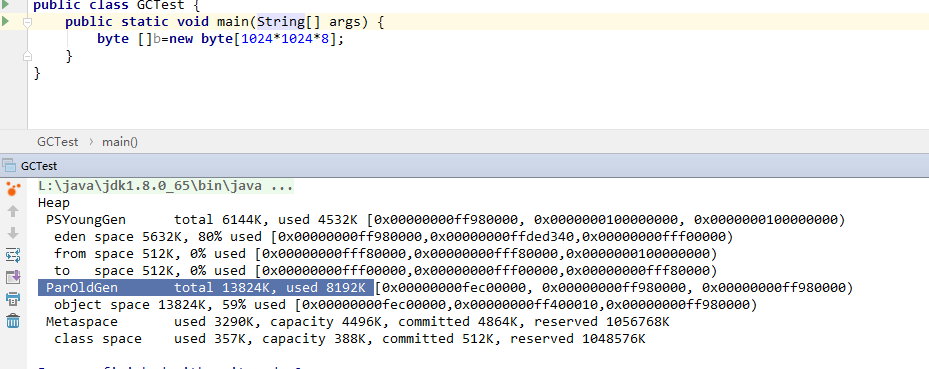 public class GCTest {
public static void main(String[] args) {
byte []b=new byte[1024*1024*8];
}
}
GCTest › main()
GCTest
L:\java\jdk1.8.0_65\bin\java ...
Heap
PSYoungGen total 6144K, used 4532K [0x00000000ff980000, 0x0000000100000000, 0x0000000100000000)
eden space 5632K, 80% used [0x00000000ff980000,0x00000000ffded340,0x00000000fff00000)
from space 512K, 0% used [0x00000000fff80000,0x00000000fff80000,0x0000000100000000)
to space 512K, 0% used [0x00000000fff00000,0x00000000fff00000,0x00000000fff80000)
ParOldGen total 13824K, used 8192K [0x00000000fec00000, 0x00000000ff980000, 0x00000000ff980000)
object space 13824K, 59% used [0x00000000fec00000,0x00000000ff400010,0x00000000ff980000)
Metaspace used 3290K, capacity 4496K, committed 4864K, reserved 1056768K
class space used 357K, capacity 388K, committed 512K, reserved 1048576K